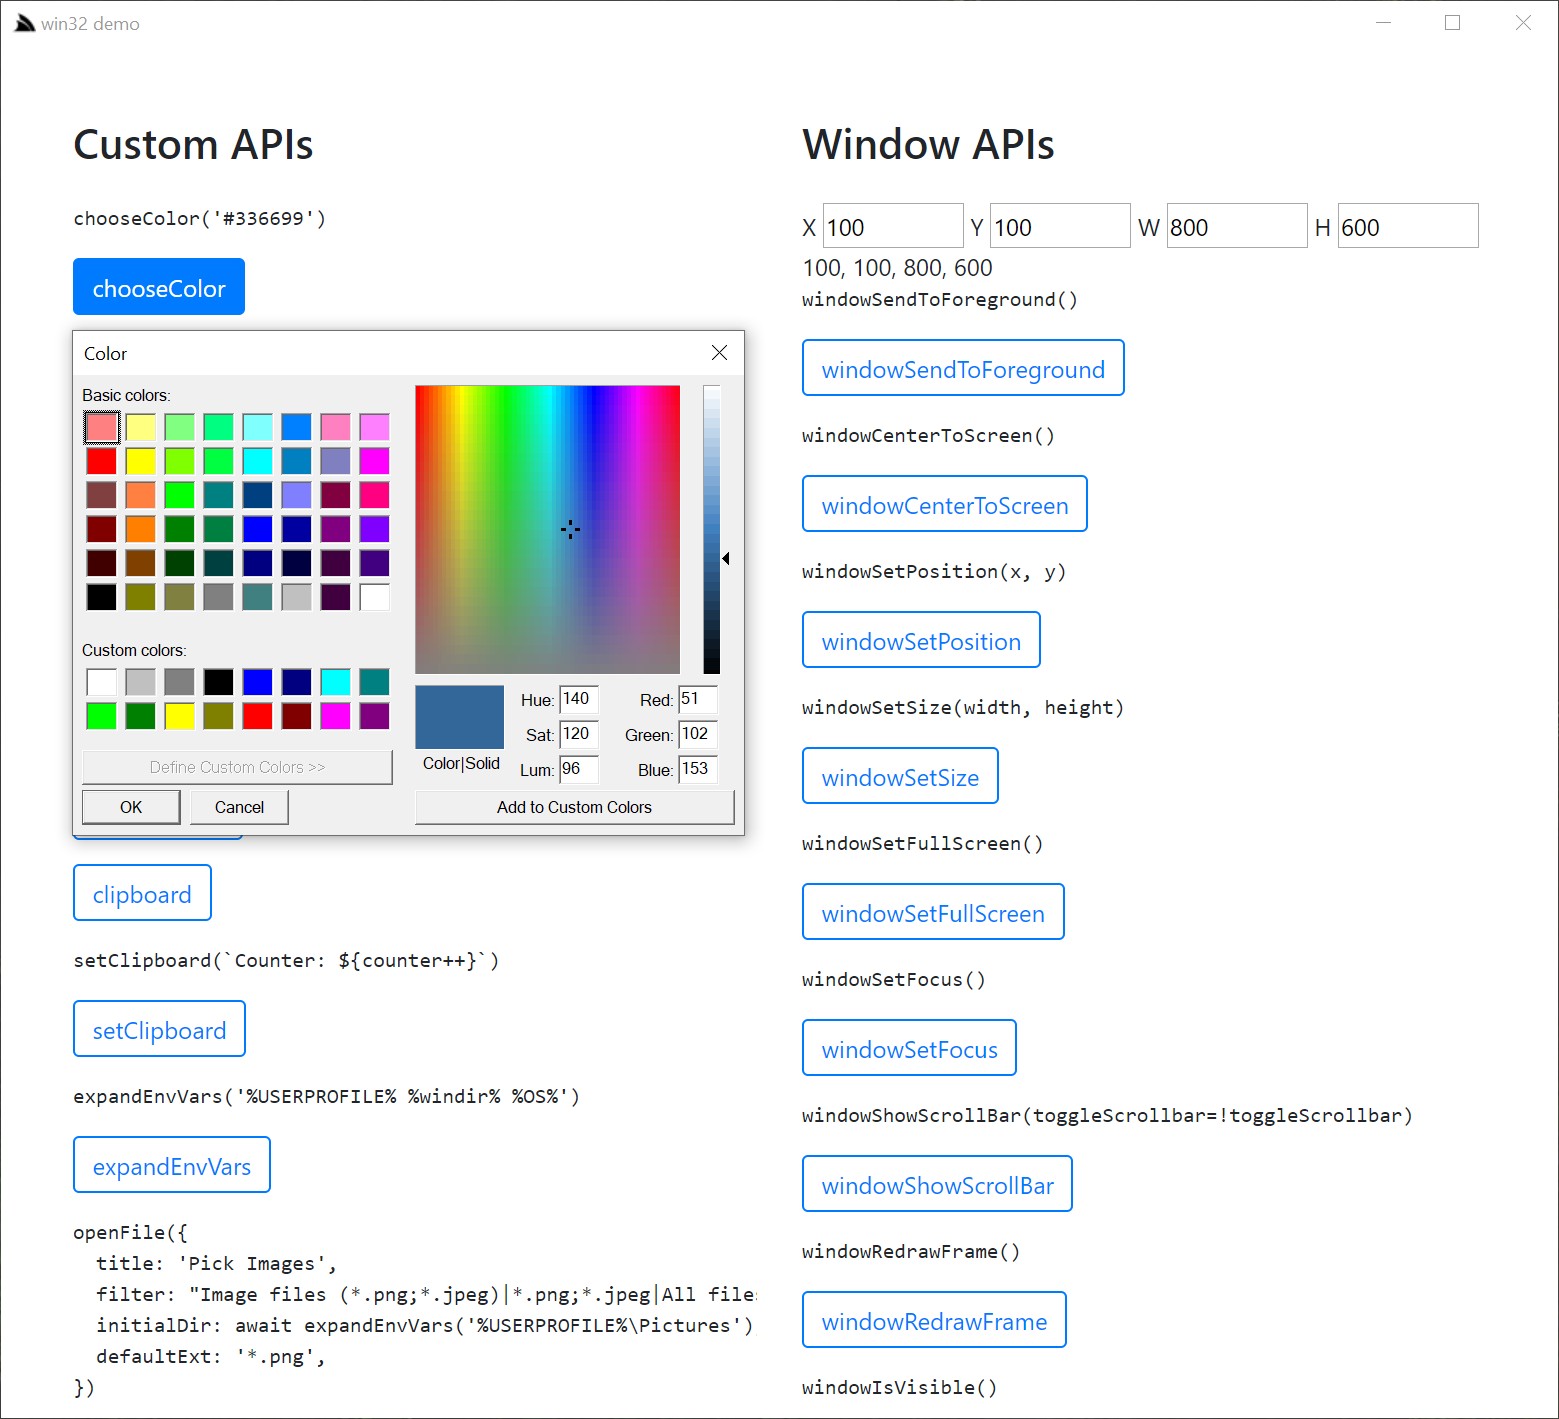 win32 demo
Custom APIs
chooseColor('#336699')
chooseColor
Color
Basic colors:
Custom colors:
Define Custom Colors >>
OK
Cancel
Hue: 140
Sat: 120
Lum: 96
Red: 51
Green: 102
Blue: 153
Color|Solid
Add to Custom Colors
clipboard
setClipboard(`Counter: ${counter++}`)
setClipboard
expandEnvVars('%USERPROFILE% %windir% %OS%')
expandEnvVars
openFile({
  title: 'Pick Images',
  filter: "Image files (*.png;*.jpeg)|*.png;*.jpeg|All files
  initialDir: await expandEnvVars('%USERPROFILE%\Pictures'),
  defaultExt: '*.png',
})
Window APIs
X 100 Y 100 W 800 H 600
100, 100, 800, 600
windowSendToForeground()
windowSendToForeground
windowCenterToScreen()
windowCenterToScreen
windowSetPosition(x, y)
windowSetPosition
windowSetSize(width, height)
windowSetSize
windowSetFullScreen()
windowSetFullScreen
windowSetFocus()
windowSetFocus
windowShowScrollBar(toggleScrollbar=!toggleScrollbar)
windowShowScrollBar
windowRedrawFrame()
windowRedrawFrame
windowIsVisible()